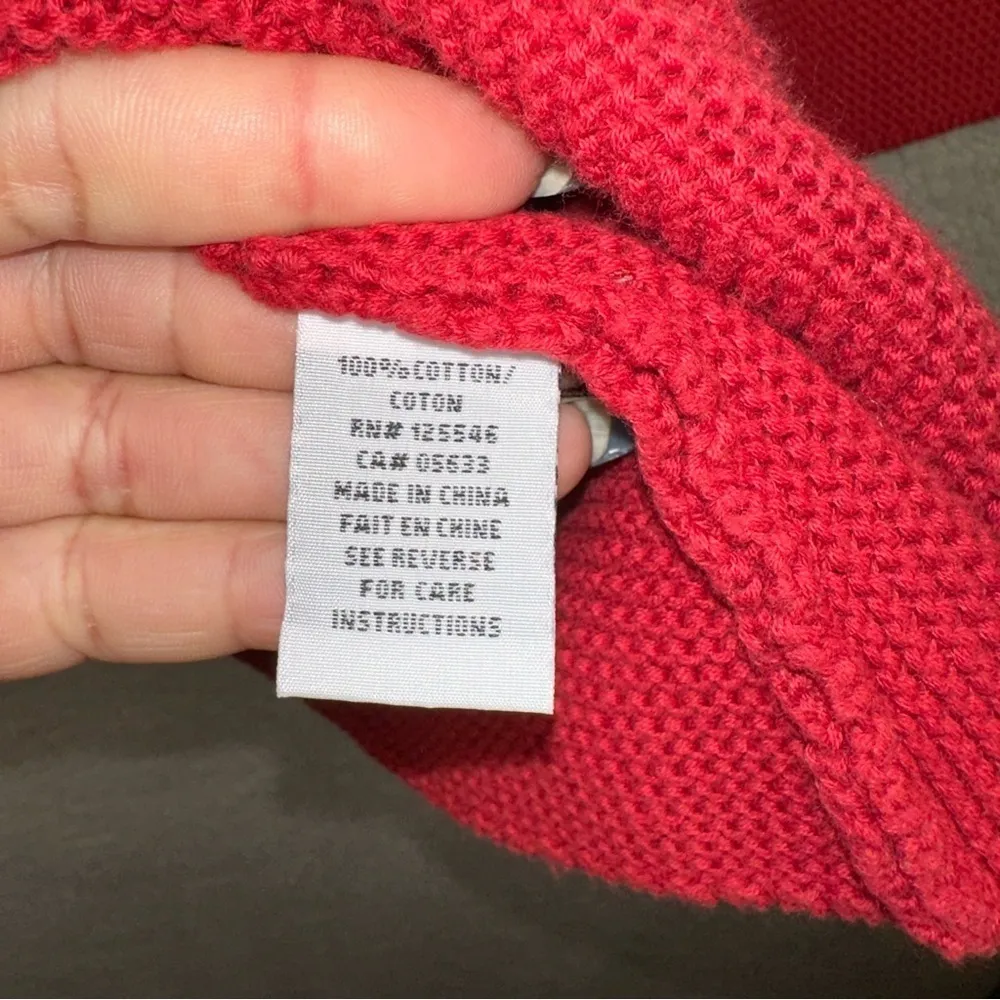 100% COTTON/
COTON
RN# 125546
CA# 05633
MADE IN CHINA
FAIT EN CHINE
SEE REVERSE
FOR CARE
INSTRUCTIONS